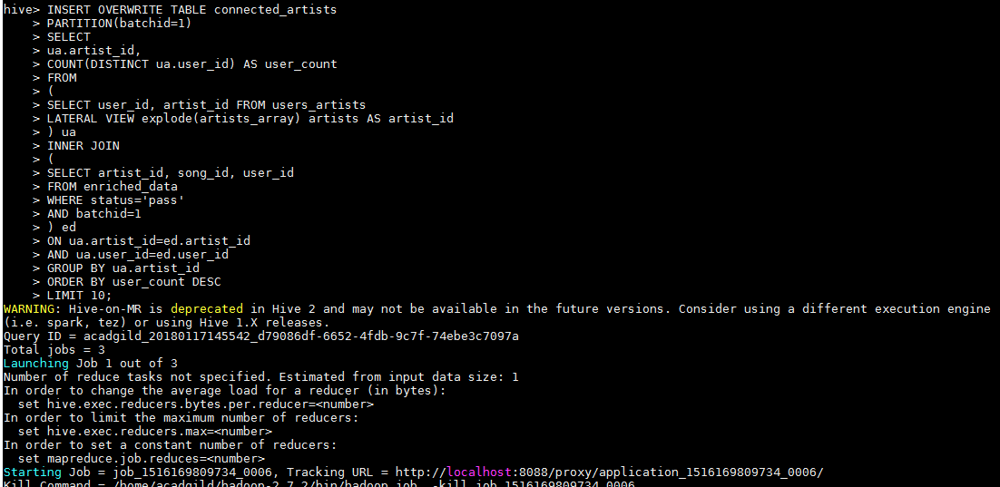 hive> INSERT OVERWRITE TABLE connected_artists
    > PARTITION(batchid=1)
    > SELECT
    > ua.artist_id,
    > COUNT(DISTINCT ua.user_id) AS user_count
    > FROM
    > (
    > SELECT user_id, artist_id FROM users_artists
    > LATERAL VIEW explode(artists_array) artists AS artist_id
    > ) ua
    > INNER JOIN
    > (
    > SELECT artist_id, song_id, user_id
    > FROM enriched_data
    > WHERE status='pass'
    > AND batchid=1
    > ) ed
    > ON ua.artist_id=ed.artist_id
    > AND ua.user_id=ed.user_id
    > GROUP BY ua.artist_id
    > ORDER BY user_count DESC
    > LIMIT 10;
WARNING: Hive-on-MR is deprecated in Hive 2 and may not be available in the future versions. Consider using a different execution engine
(i.e. spark, tez) or using Hive 1.X releases.
Query ID = acadgild_20180117145542_d79086df-6652-4fdb-9c7f-74ebe3c7097a
Total jobs = 3
Launching Job 1 out of 3
Number of reduce tasks not specified. Estimated from input data size: 1
In order to change the average load for a reducer (in bytes):
  set hive.exec.reducers.bytes.per.reducer=<number>
In order to limit the maximum number of reducers:
  set hive.exec.reducers.max=<number>
In order to set a constant number of reducers:
  set mapreduce.job.reduces=<number>
Starting Job = job_1516169809734_0006, Tracking URL = http://localhost:8088/proxy/application_1516169809734_0006/
Kill Command = /home/acadgild/hadoop-2.7.2/bin/hadoop job  -kill job_1516169809734_0006